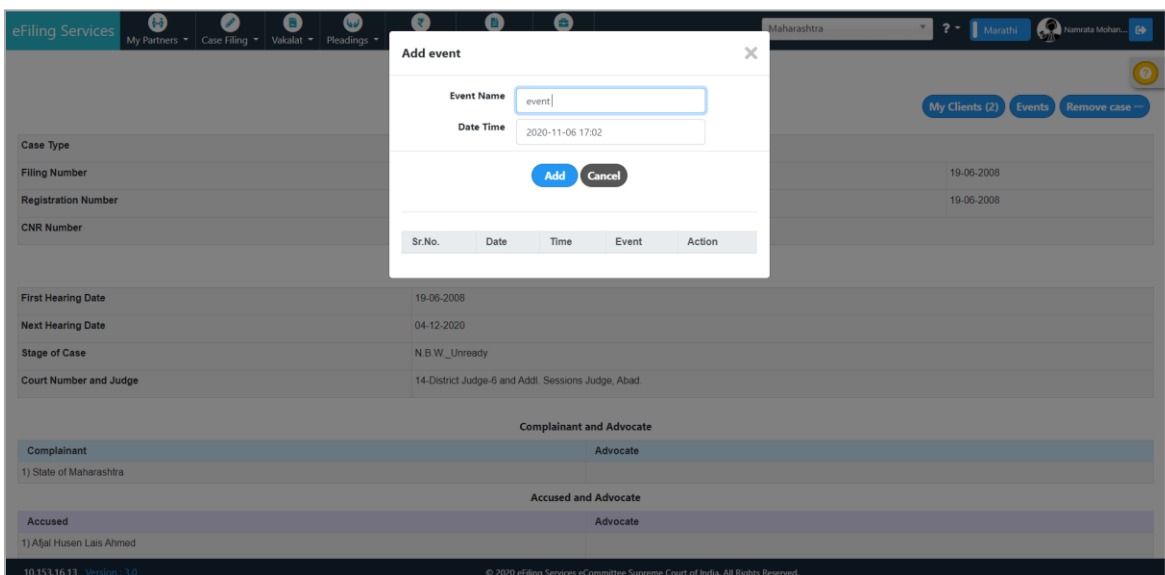 eFiling Services
My Partners
Case Filing
Vakalat
Pleadings
Maharashtra
?
Marathi
Namrata Mohan...
Add event
Event Name
event
Date Time
2020-11-06 17:02
Add Cancel
Sr.No. Date Time Event Action
My Clients (2) Events Remove case
Case Type
Filing Number 19-06-2008
Registration Number 19-06-2008
CNR Number
First Hearing Date 19-06-2008
Next Hearing Date 04-12-2020
Stage of Case N.B.W._Unready
Court Number and Judge 14-District Judge-6 and Addl. Sessions Judge, Abad.
Complainant and Advocate
Complainant Advocate
1) State of Maharashtra
Accused and Advocate
Accused Advocate
1) Afjal Husen Lais Ahmed
10.153.16.13 Version : 3.0 © 2020 eFiling Services eCommittee Supreme Court of India. All Rights Reserved.